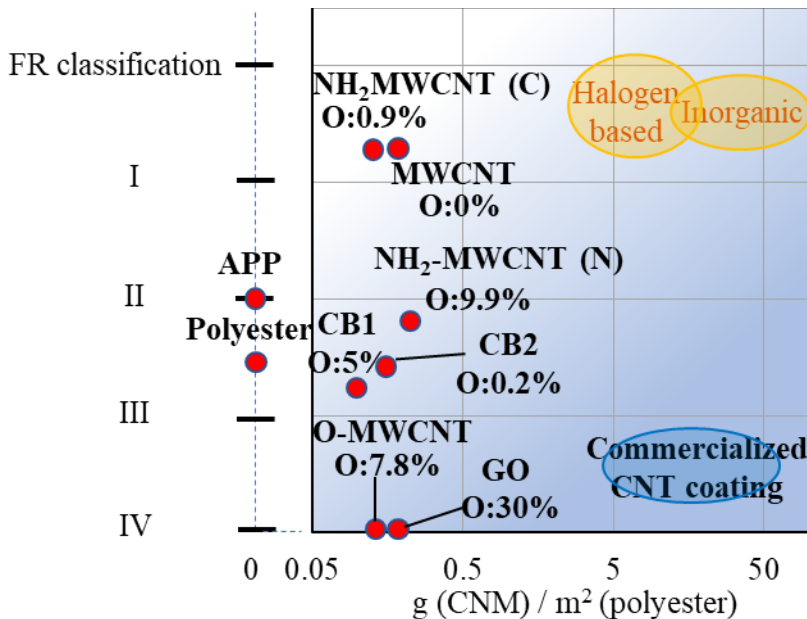 FR classification
NH₂MWCNT (C)
O:0.9%
Halogen
based
Inorganic
I
MWCNT
O:0%
APP
NH₂-MWCNT (N)
II
O:9.9%
Polyester
CB1
O:5%
CB2
O:0.2%
III
O-MWCNT
O:7.8%
GO
O:30%
Commercialized
CNT coating
IV
0
0.05
0.5
5
50
g (CNM) / m² (polyester)